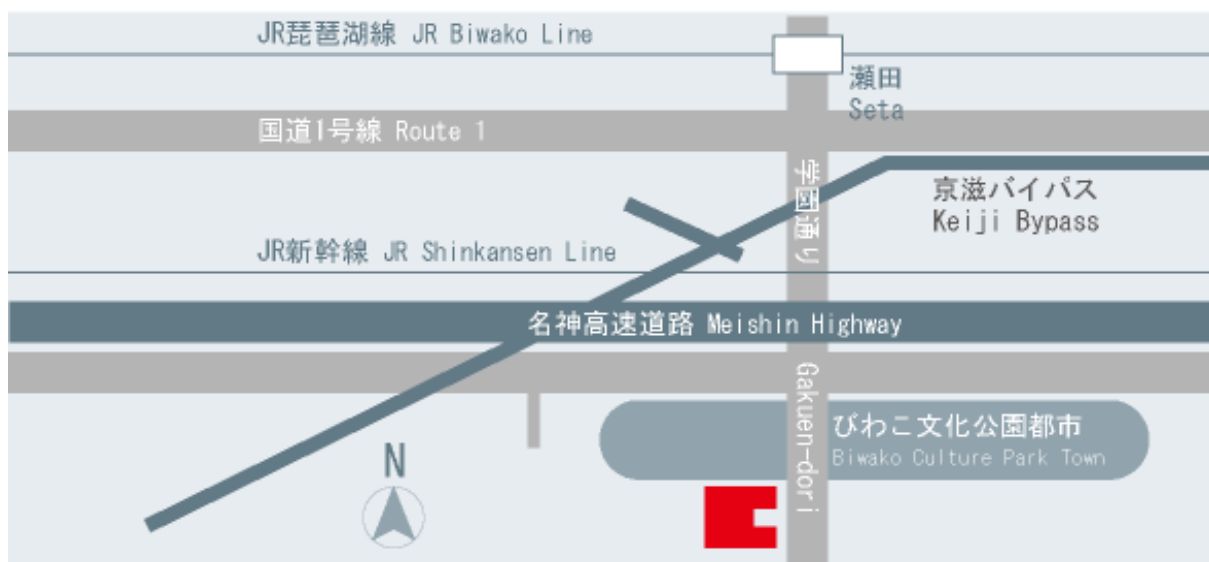 JR琵琶湖線 JR Biwako Line
瀬田
Seta
国道1号線 Route 1
学園通り
京滋バイパス
Keiji Bypass
JR新幹線 JR Shinkansen Line
名神高速道路 Meishin Highway
Gakuen-dori
びわこ文化公園都市
Biwako Culture Park Town
N